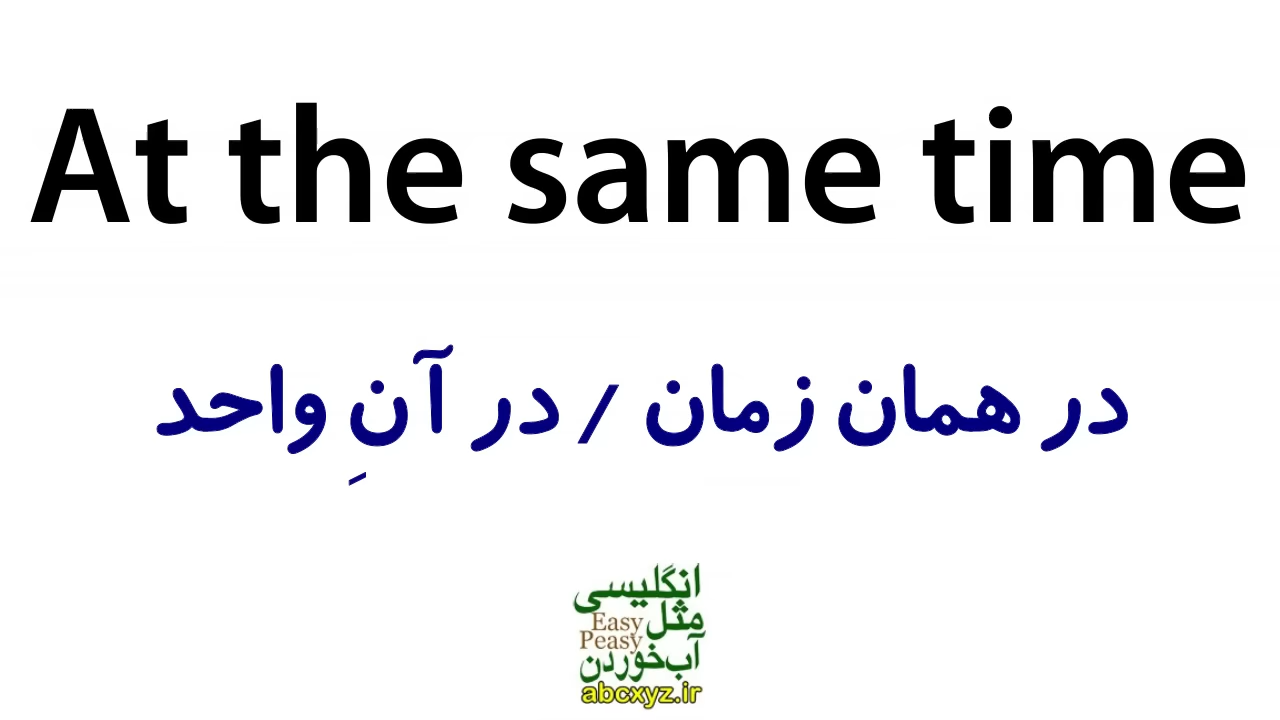 At the same time
در همان زمان / در آنِ واحد
انگلیسی
مثل Easy
Peasy
آب‌خوردن
abcxyz.ir